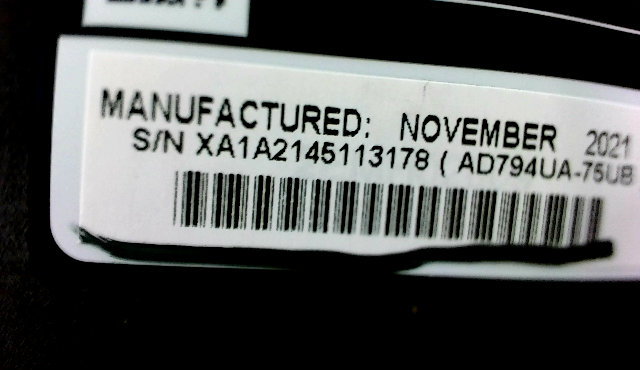 MANUFACTURED: NOVEMBER 2021
S/N XA1A2145113178 ( AD794UA-75UB